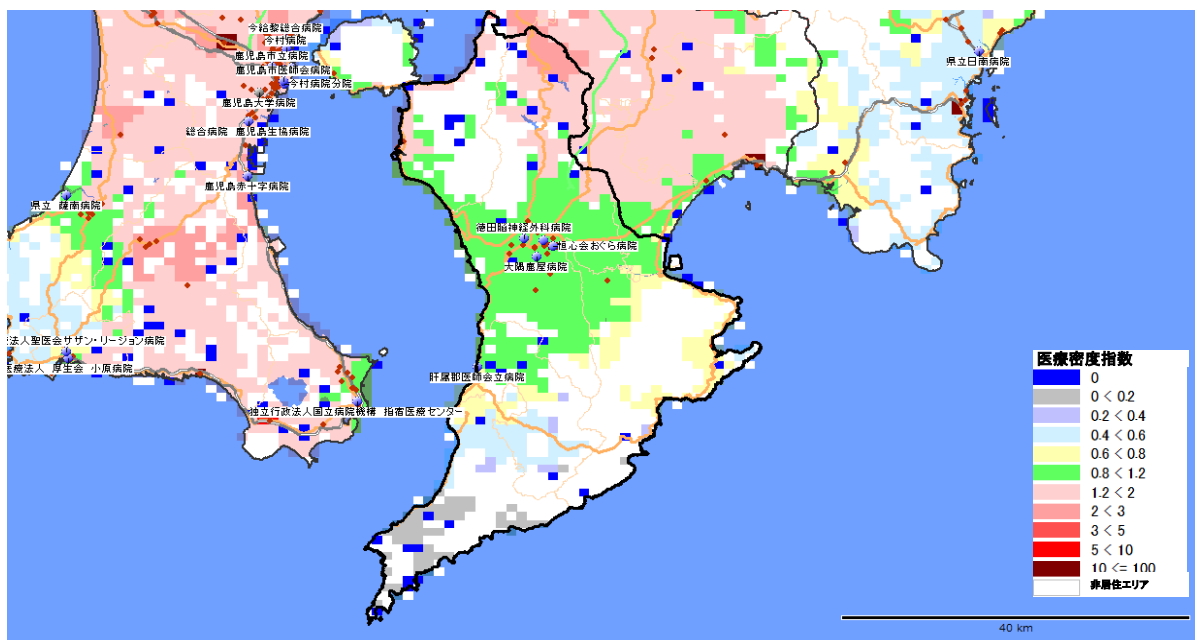 今給黎総合病院
今村病院
鹿児島市立病院
鹿児島市医師会病院
今村病院分院
鹿児島大学病院
総合病院 鹿児島生協病院
鹿児島赤十字病院
県立 薩南病院
県立日南病院
徳田脳神経外科病院
恒心会おぐら病院
大隅鹿屋病院
法人聖医会サザン・リージョン病院
医療法人 厚生会 小原病院
肝属郡医師会立病院
独立行政法人国立病院機構 指宿医療センター
医療密度指数
0
0 < 0.2
0.2 < 0.4
0.4 < 0.6
0.6 < 0.8
0.8 < 1.2
1.2 < 2
2 < 3
3 < 5
5 < 10
10 <= 100
非居住エリア
40 km